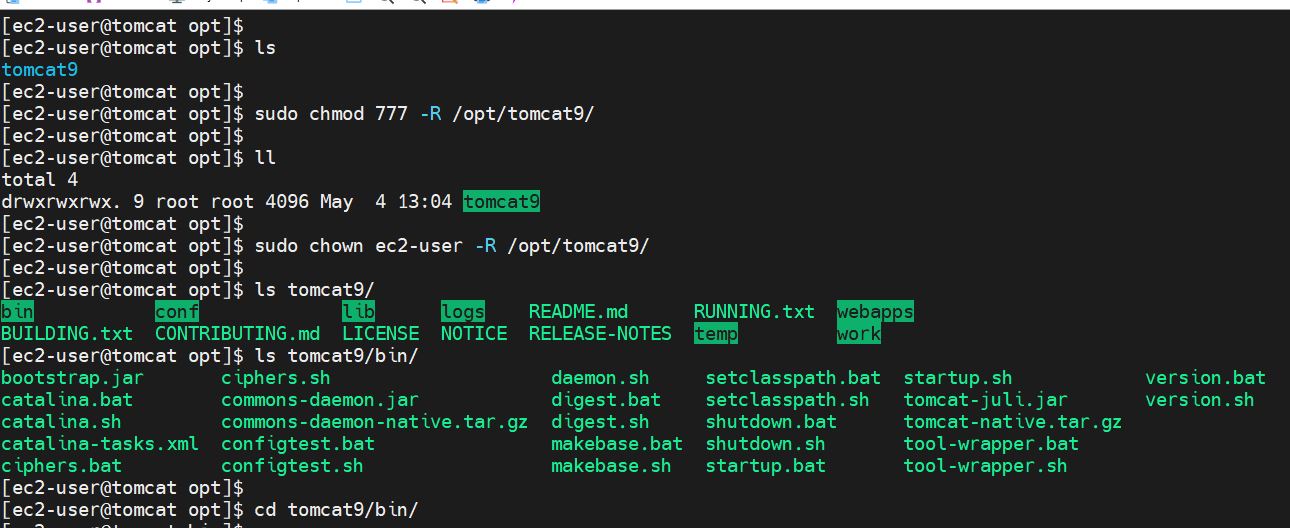 [ec2-user@tomcat opt]$
[ec2-user@tomcat opt]$ ls
tomcat9
[ec2-user@tomcat opt]$
[ec2-user@tomcat opt]$ sudo chmod 777 -R /opt/tomcat9/
[ec2-user@tomcat opt]$
[ec2-user@tomcat opt]$ ll
total 4
drwxrwxrwx. 9 root root 4096 May  4 13:04 tomcat9
[ec2-user@tomcat opt]$
[ec2-user@tomcat opt]$ sudo chown ec2-user -R /opt/tomcat9/
[ec2-user@tomcat opt]$
[ec2-user@tomcat opt]$ ls tomcat9/
bin           conf             lib      logs    README.md      RUNNING.txt  webapps
BUILDING.txt  CONTRIBUTING.md  LICENSE  NOTICE  RELEASE-NOTES  temp         work
[ec2-user@tomcat opt]$ ls tomcat9/bin/
bootstrap.jar       ciphers.sh                    daemon.sh     setclasspath.bat  startup.sh            version.bat
catalina.bat        commons-daemon.jar            digest.bat    setclasspath.sh   tomcat-juli.jar       version.sh
catalina.sh         commons-daemon-native.tar.gz  digest.sh     shutdown.bat      tomcat-native.tar.gz
catalina-tasks.xml  configtest.bat                makebase.bat  shutdown.sh       tool-wrapper.bat
ciphers.bat         configtest.sh                 makebase.sh   startup.bat       tool-wrapper.sh
[ec2-user@tomcat opt]$
[ec2-user@tomcat opt]$ cd tomcat9/bin/